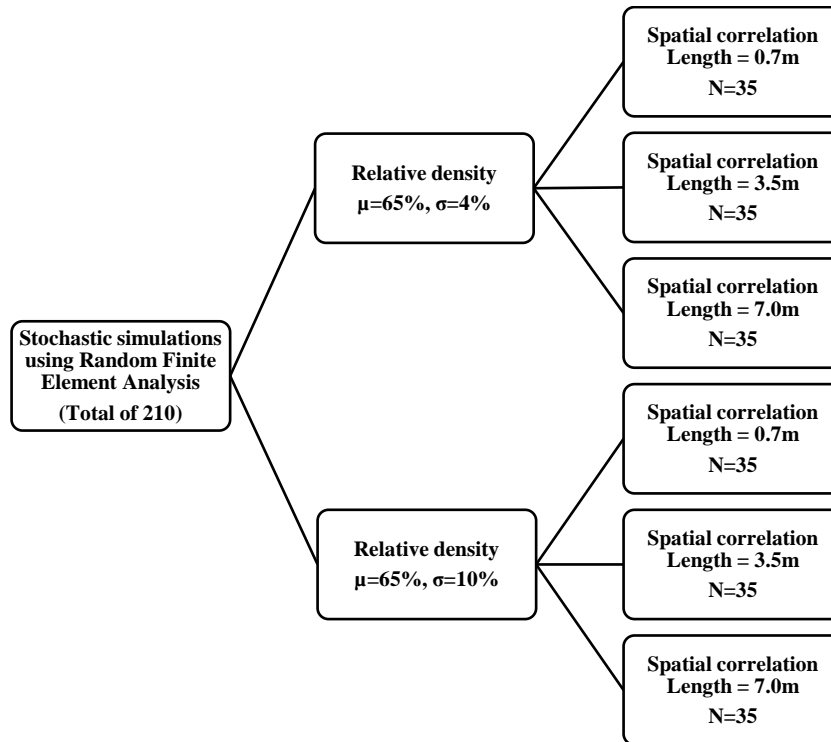 Stochastic simulations
using Random Finite
Element Analysis
(Total of 210)
Relative density
μ=65%, σ=4%
Spatial correlation
Length = 0.7m
N=35
Spatial correlation
Length = 3.5m
N=35
Spatial correlation
Length = 7.0m
N=35
Relative density
μ=65%, σ=10%
Spatial correlation
Length = 0.7m
N=35
Spatial correlation
Length = 3.5m
N=35
Spatial correlation
Length = 7.0m
N=35